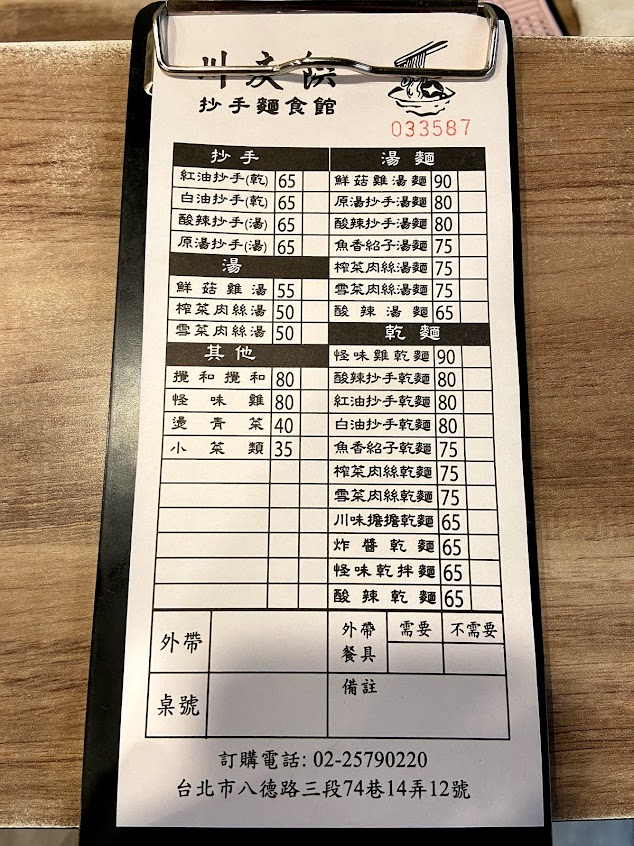 抄手麵食館
033587
抄手
紅油抄手(乾) 65
白油抄手(乾) 65
酸辣抄手(湯) 65
原湯抄手(湯) 65
湯
鮮菇雞湯 55
榨菜肉絲湯 50
雪菜肉絲湯 50
其他
攪和攪和 80
怪味雞 80
燙青菜 40
小菜類 35
湯麵
鮮菇雞湯麵 90
原湯抄手湯麵 80
酸辣抄手湯麵 80
魚香紹子湯麵 75
榨菜肉絲湯麵 75
雪菜肉絲湯麵 75
酸辣湯麵 65
乾麵
怪味雞乾麵 90
酸辣抄手乾麵 80
紅油抄手乾麵 80
白油抄手乾麵 80
魚香紹子乾麵 75
榨菜肉絲乾麵 75
雪菜肉絲乾麵 75
川味擔擔乾麵 65
炸醬乾麵 65
怪味乾拌麵 65
酸辣乾麵 65
外帶
外帶餐具 需要 不需要
桌號
備註
訂購電話: 02-25790220
台北市八德路三段74巷14弄12號